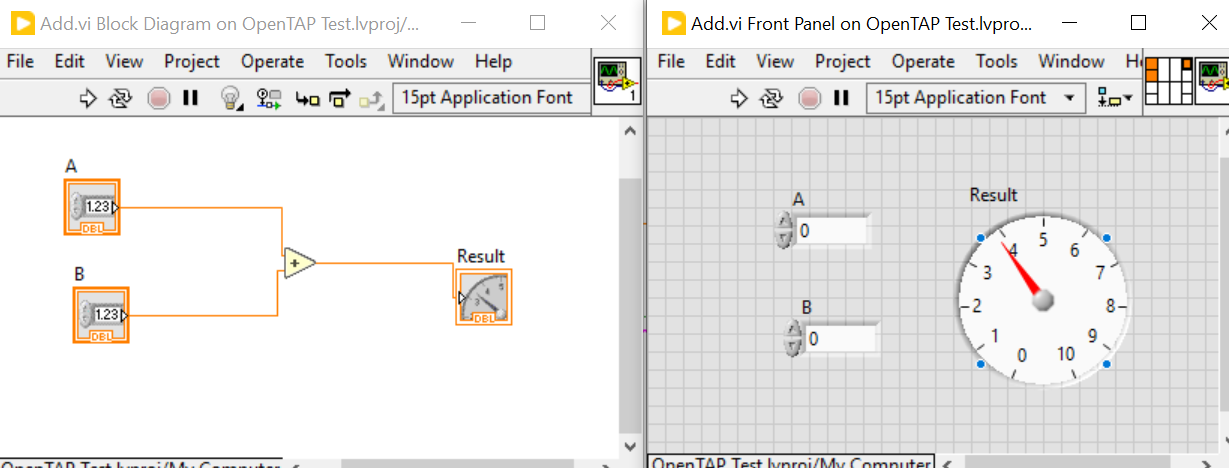 Add.vi Block Diagram on OpenTAP Test.lvproj/...
File Edit View Project Operate Tools Window Help
15pt Application Font
1
A
1.23
DBL
B
1.23
DBL
+
Result
3 4 5
DBL
OpenTAP Test.lvproj/My Computer
Add.vi Front Panel on OpenTAP Test.lvpro...
File Edit View Project Operate Tools Window H
15pt Application Font
A
0
B
0
Result
0 1 2 3 4 5 6 7 8 9 10
OpenTAP Test.lvproj/My Computer